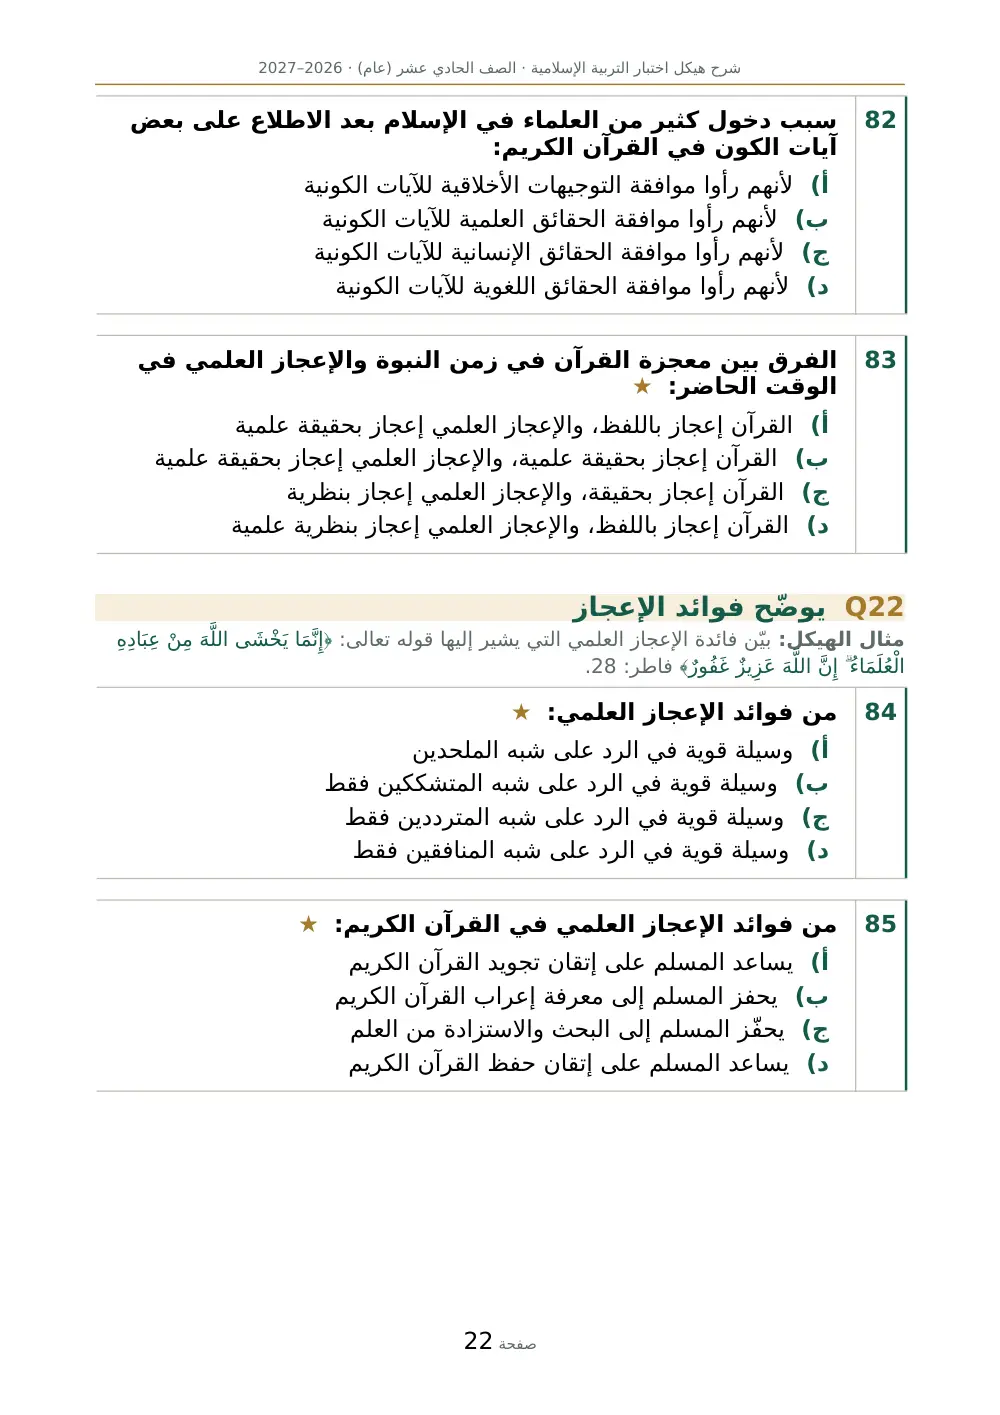 شرح هيكل اختبار التربية الإسلامية · الصف الحادي عشر (عام) · 2026–2027
82
سبب دخول كثير من العلماء في الإسلام بعد الاطلاع على بعض
آيات الكون في القرآن الكريم:
أ) لأنهم رأوا موافقة التوجيهات الأخلاقية للآيات الكونية
ب) لأنهم رأوا موافقة الحقائق العلمية للآيات الكونية
ج) لأنهم رأوا موافقة الحقائق الإنسانية للآيات الكونية
د) لأنهم رأوا موافقة الحقائق اللغوية للآيات الكونية
83
الفرق بين معجزة القرآن في زمن النبوة والإعجاز العلمي في
الوقت الحاضر: ★
أ) القرآن إعجاز باللفظ، والإعجاز العلمي إعجاز بحقيقة علمية
ب) القرآن إعجاز بحقيقة علمية، والإعجاز العلمي إعجاز بحقيقة علمية
ج) القرآن إعجاز بحقيقة، والإعجاز العلمي إعجاز بنظرية
د) القرآن إعجاز باللفظ، والإعجاز العلمي إعجاز بنظرية علمية
Q22 يوضّح فوائد الإعجاز
مثال الهيكل: بيّن فائدة الإعجاز العلمي التي يشير إليها قوله تعالى: ﴿إِنَّمَا يَخْشَى اللَّهَ مِنْ عِبَادِهِ
الْعُلَمَاءُ ۗ إِنَّ اللَّهَ عَزِيزٌ غَفُورٌ﴾ فاطر: 28.
84
من فوائد الإعجاز العلمي: ★
أ) وسيلة قوية في الرد على شبه الملحدين
ب) وسيلة قوية في الرد على شبه المتشككين فقط
ج) وسيلة قوية في الرد على شبه المترددين فقط
د) وسيلة قوية في الرد على شبه المنافقين فقط
85
من فوائد الإعجاز العلمي في القرآن الكريم: ★
أ) يساعد المسلم على إتقان تجويد القرآن الكريم
ب) يحفز المسلم إلى معرفة إعراب القرآن الكريم
ج) يحفّز المسلم إلى البحث والاستزادة من العلم
د) يساعد المسلم على إتقان حفظ القرآن الكريم
صفحة 22